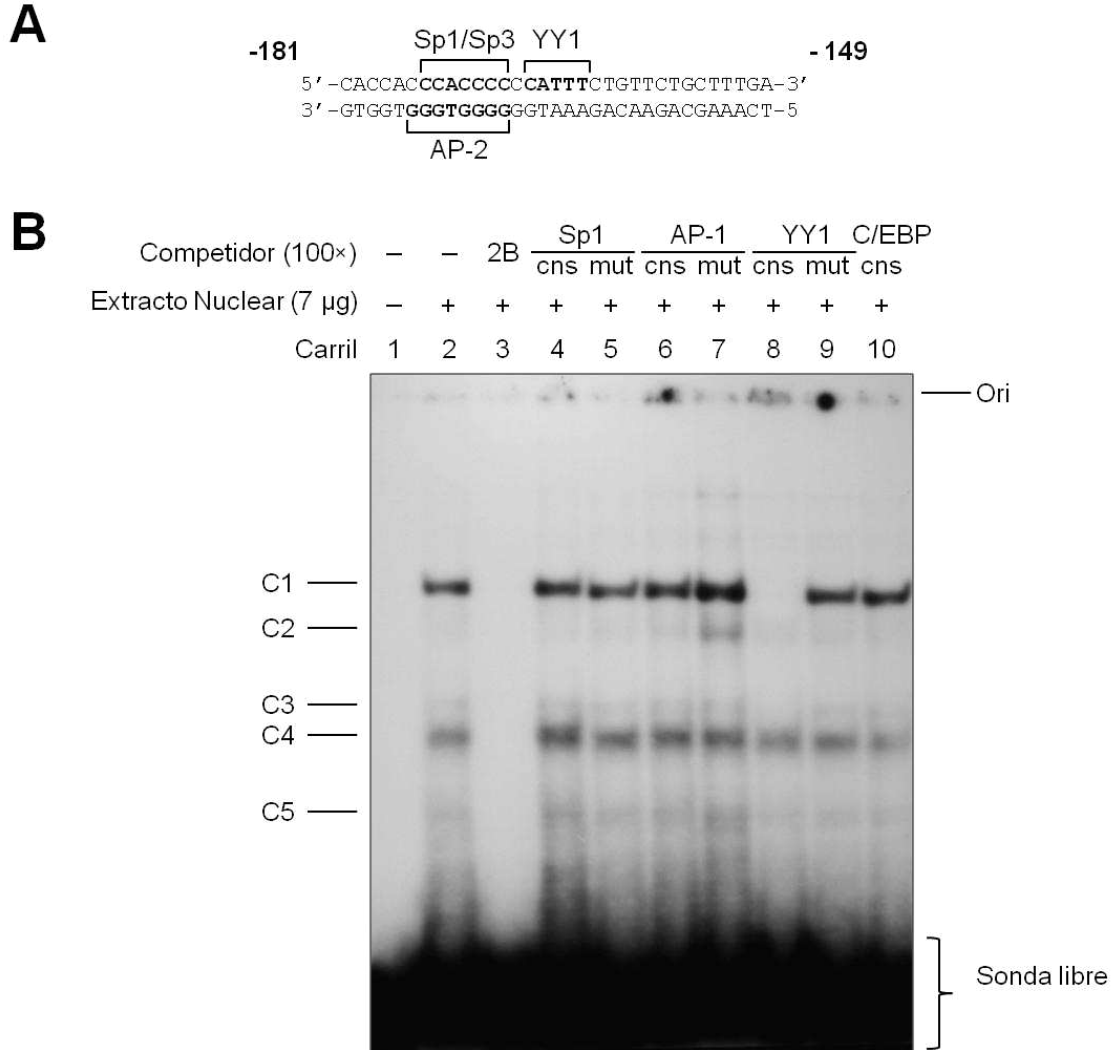 A
Sp1/Sp3 YY1
-181 - 149
5'-CACCACCCACCCCCCATTTCTGTTCTGCTTTGA-3'
3'-GTGGTGGGTGGGGGGTAAAGACAAGACGAAACT-5
AP-2
B
Sp1 AP-1 YY1 C/EBP
Competidor (100×) – – 2B cns mut cns mut cns mut cns
Extracto Nuclear (7 µg) – + + + + + + + + +
Carril 1 2 3 4 5 6 7 8 9 10
Ori
C1
C2
C3
C4
C5
Sonda libre